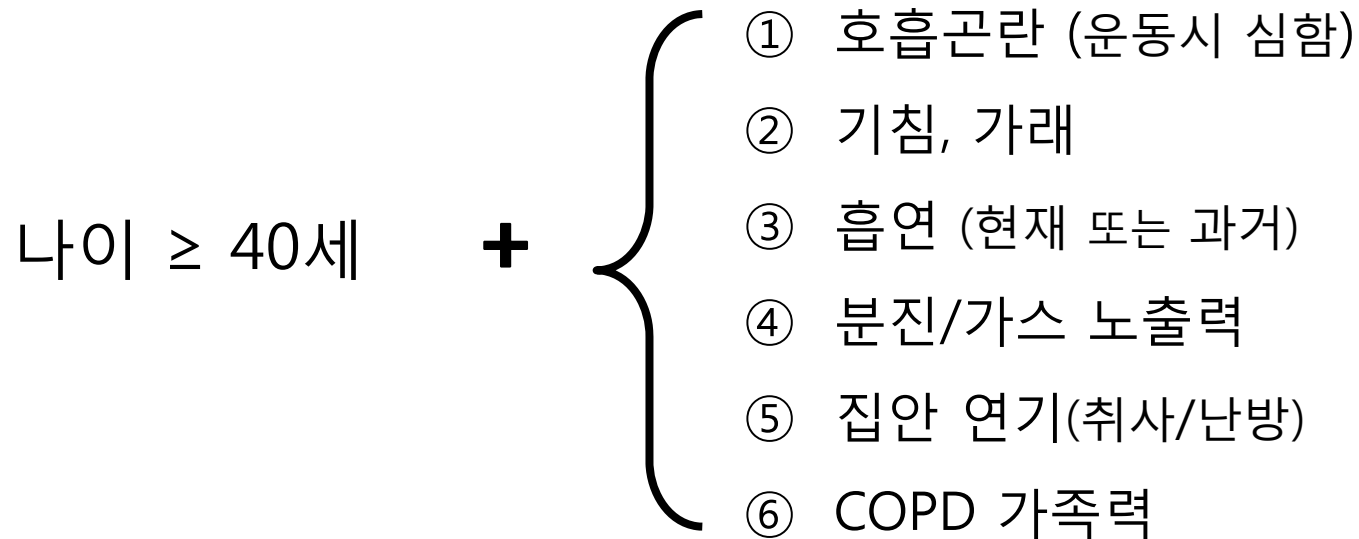 나이 ≥ 40세 +
① 호흡곤란 (운동시 심함)
② 기침, 가래
③ 흡연 (현재 또는 과거)
④ 분진/가스 노출력
⑤ 집안 연기(취사/난방)
⑥ COPD 가족력